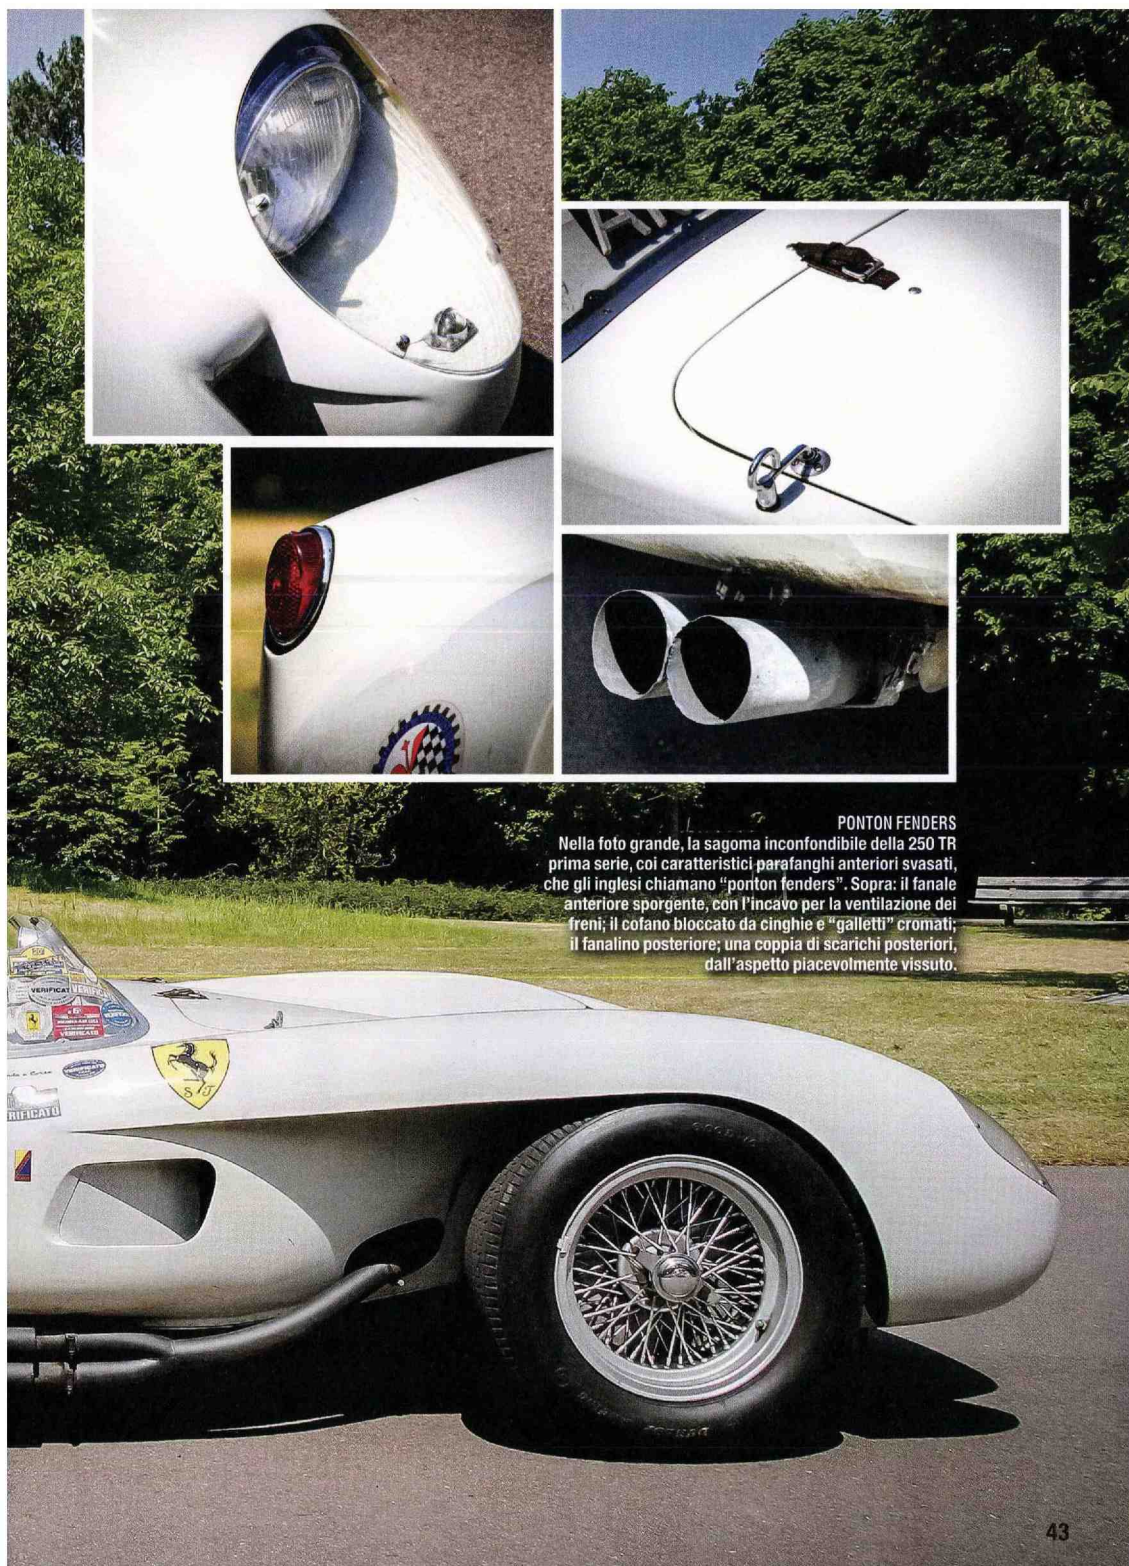 PONTON FENDERS
Nella foto grande, la sagoma inconfondibile della 250 TR
prima serie, coi caratteristici parafanghi anteriori svasati,
che gli inglesi chiamano “ponton fenders”. Sopra: il fanale
anteriore sporgente, con l’incavo per la ventilazione dei
freni; il cofano bloccato da cinghie e “galletti” cromati;
il fanalino posteriore; una coppia di scarichi posteriori,
dall’aspetto piacevolmente vissuto.
VERIFICAT
S F
43